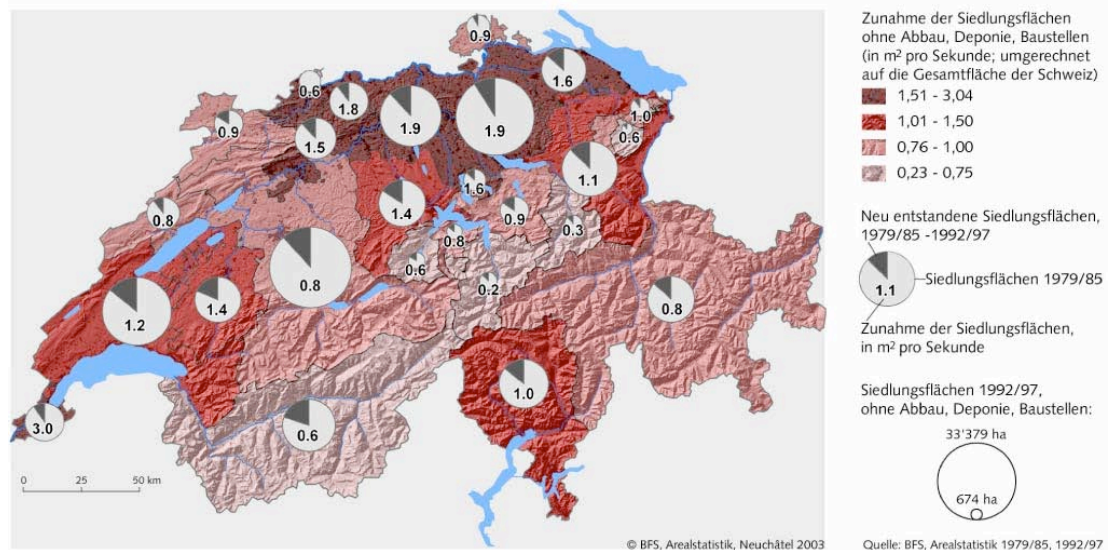 0.9
1.6
0.6
1.8
1.9
1.9
1.0
0.9
1.5
0.6
1.1
1.6
1.4
0.9
0.8
0.3
0.8
0.6
0.8
0.2
1.4
0.8
1.2
1.0
3.0
0.6
0 25 50 km
© BFS, Arealstatistik, Neuchâtel 2003
Zunahme der Siedlungsflächen
ohne Abbau, Deponie, Baustellen
(in m² pro Sekunde; umgerechnet
auf die Gesamtfläche der Schweiz)
1,51 - 3,04
1,01 - 1,50
0,76 - 1,00
0,23 - 0,75
Neu entstandene Siedlungsflächen,
1979/85 -1992/97
Siedlungsflächen 1979/85
1.1
Zunahme der Siedlungsflächen,
in m² pro Sekunde
Siedlungsflächen 1992/97,
ohne Abbau, Deponie, Baustellen:
33'379 ha
674 ha
Quelle: BFS, Arealstatistik 1979/85, 1992/97